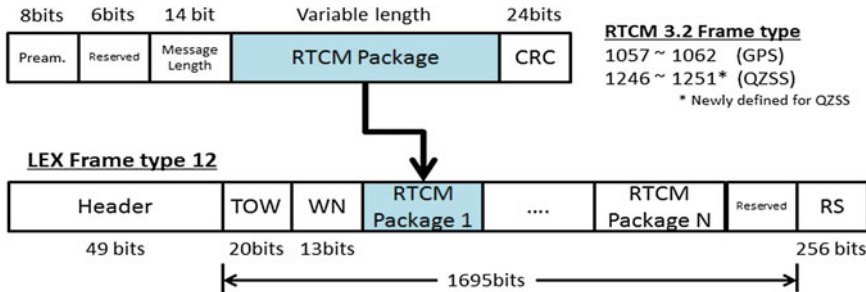 8bits 6bits 14 bit Variable length 24bits
Pream. Reserved Message Length RTCM Package CRC
RTCM 3.2 Frame type
1057 ~ 1062 (GPS)
1246 ~ 1251* (QZSS)
* Newly defined for QZSS
LEX Frame type 12
Header TOW WN RTCM Package 1 .... RTCM Package N Reserved RS
49 bits 20bits 13bits 256 bits
1695bits